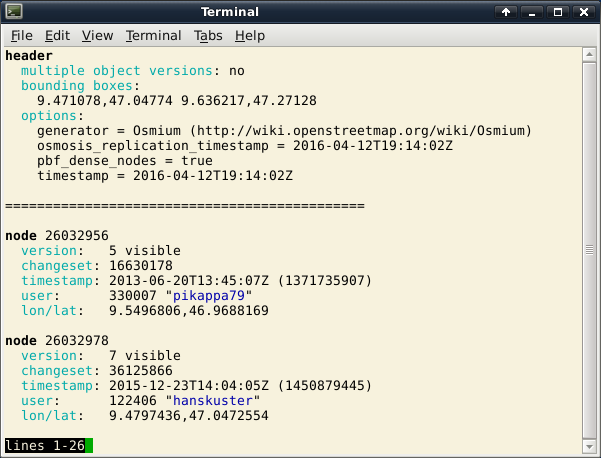 Terminal
File Edit View Terminal Tabs Help
header
  multiple object versions: no
  bounding boxes:
    9.471078,47.04774 9.636217,47.27128
  options:
    generator = Osmium (http://wiki.openstreetmap.org/wiki/Osmium)
    osmosis_replication_timestamp = 2016-04-12T19:14:02Z
    pbf_dense_nodes = true
    timestamp = 2016-04-12T19:14:02Z

=============================================

node 26032956
  version:   5 visible
  changeset: 16630178
  timestamp: 2013-06-20T13:45:07Z (1371735907)
  user:      330007 "pikappa79"
  lon/lat:   9.5496806,46.9688169

node 26032978
  version:   7 visible
  changeset: 36125866
  timestamp: 2015-12-23T14:04:05Z (1450879445)
  user:      122406 "hanskuster"
  lon/lat:   9.4797436,47.0472554

lines 1-26